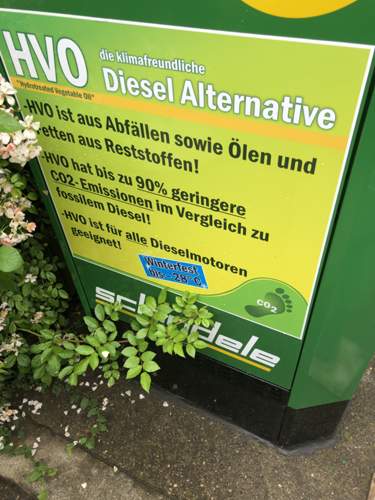 HVO die klimafreundliche
Diesel Alternative
"Hydrotreated Vegetable Oil"
-HVO ist aus Abfällen sowie Ölen und
etten aus Reststoffen!
-HVO hat bis zu 90% geringere
CO2-Emissionen im Vergleich zu
fossilem Diesel!
-HVO ist für alle Dieselmotoren
geeignet!
Winterfest
bis -28°C
CO2